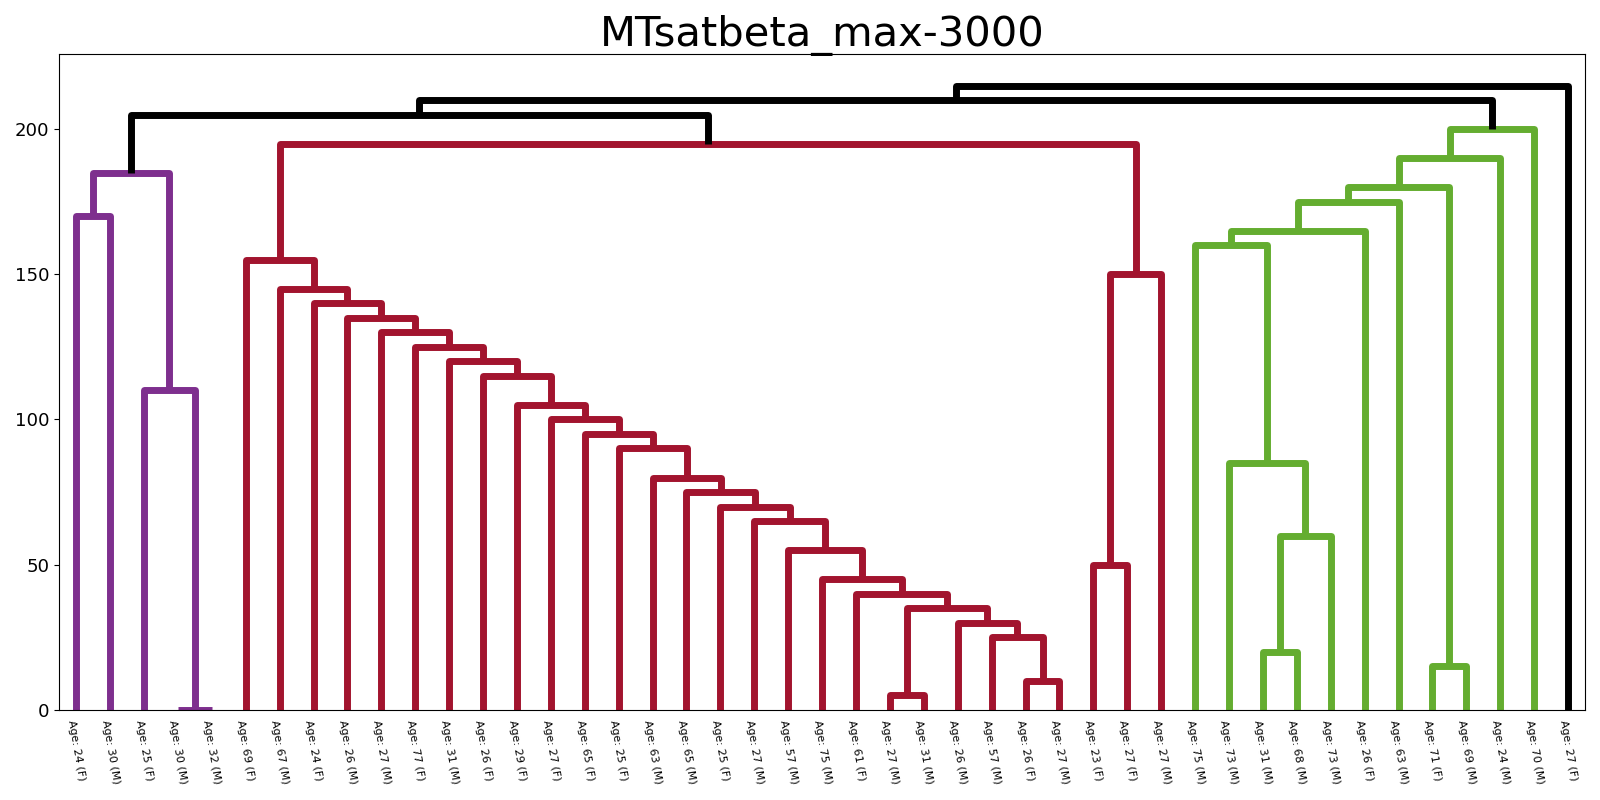 MTsatbeta_max-3000
200
150
100
50
0
Age: 24 (F)
Age: 30 (M)
Age: 25 (F)
Age: 30 (M)
Age: 32 (M)
Age: 69 (F)
Age: 67 (M)
Age: 24 (F)
Age: 26 (M)
Age: 27 (M)
Age: 77 (F)
Age: 31 (M)
Age: 26 (F)
Age: 29 (F)
Age: 27 (F)
Age: 65 (F)
Age: 25 (F)
Age: 63 (M)
Age: 65 (M)
Age: 25 (F)
Age: 27 (M)
Age: 57 (M)
Age: 75 (M)
Age: 61 (F)
Age: 27 (M)
Age: 31 (M)
Age: 26 (M)
Age: 57 (M)
Age: 26 (F)
Age: 27 (M)
Age: 23 (F)
Age: 27 (F)
Age: 27 (M)
Age: 75 (M)
Age: 73 (M)
Age: 31 (M)
Age: 68 (M)
Age: 73 (M)
Age: 26 (F)
Age: 63 (M)
Age: 71 (F)
Age: 69 (M)
Age: 24 (M)
Age: 70 (M)
Age: 27 (F)